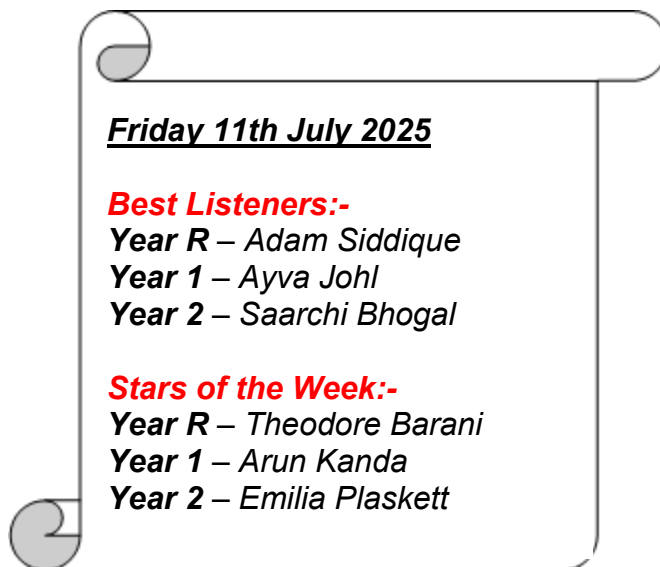 Friday 11th July 2025
Best Listeners:-
Year R – Adam Siddique
Year 1 – Ayva Johl
Year 2 – Saarchi Bhogal
Stars of the Week:-
Year R – Theodore Barani
Year 1 – Arun Kanda
Year 2 – Emilia Plaskett